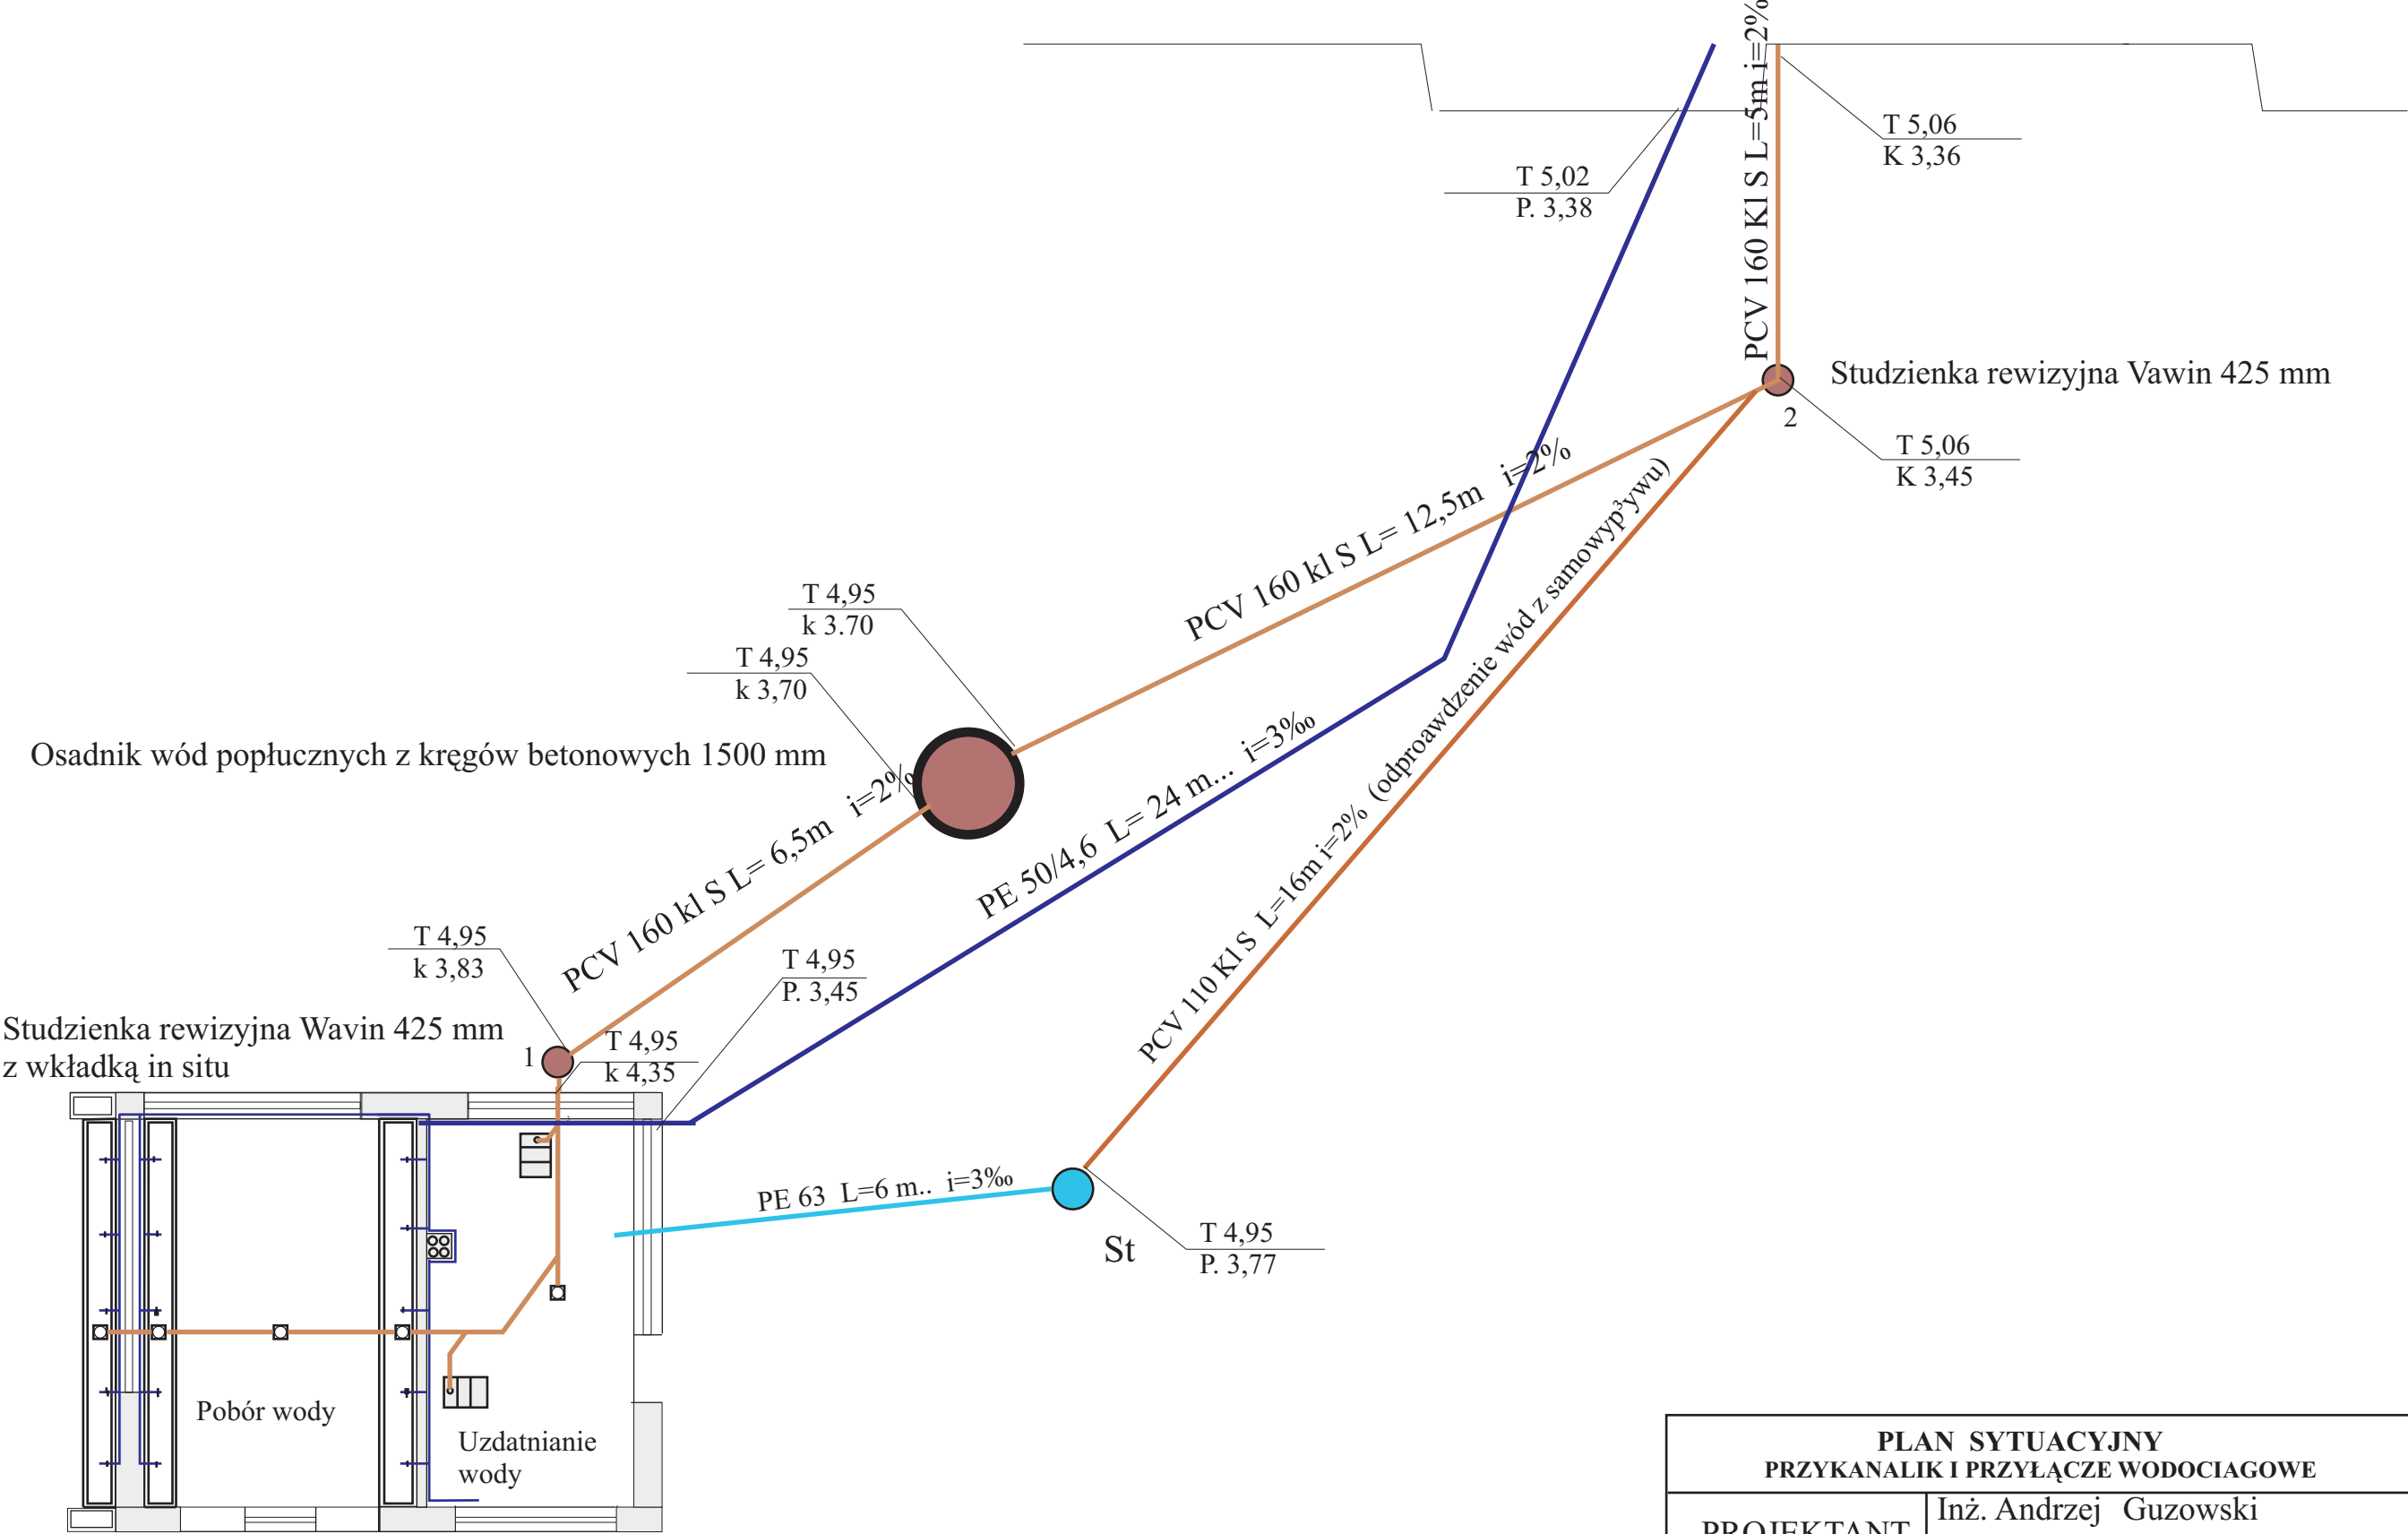 PCV 160 Kl S L=5m i=2%
T 5,06
K 3,36
T 5,02
P. 3,38
Studzienka rewizyjna Vawin 425 mm
2
T 5,06
K 3,45
PCV 160 kl S L= 12,5m i=2%
T 4,95
k 3.70
T 4,95
k 3,70
Osadnik wód popłucznych z kręgów betonowych 1500 mm
PCV 160 kl S L= 6,5m i=2%
PE 50/4,6 L= 24 m... i=3‰
PCV 110 Kl S L=16m i=2% (odproawdzenie wód z samowyp³ywu)
T 4,95
k 3,83
T 4,95
P. 3,45
Studzienka rewizyjna Wavin 425 mm
z wkładką in situ
1
T 4,95
k 4,35
PE 63 L=6 m.. i=3‰
St
T 4,95
P. 3,77
Pobór wody
Uzdatnianie
wody
PLAN SYTUACYJNY
PRZYKANALIK I PRZYŁĄCZE WODOCIAGOWE
PROJEKTANT
Inż. Andrzej Guzowski